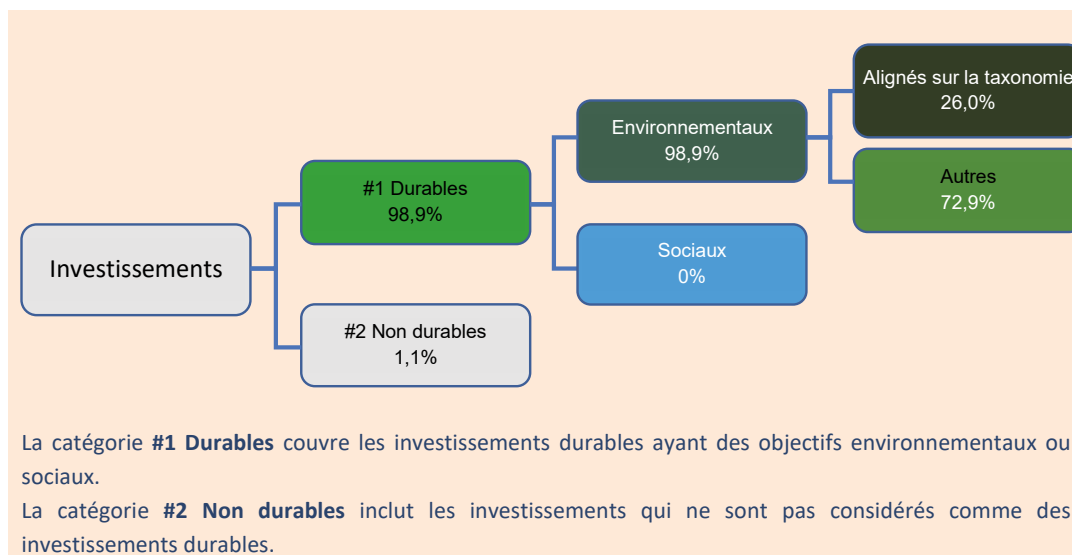 Alignés sur la taxonomie
26,0%
Environnementaux
98,9%
#1 Durables
98,9%
Autres
72,9%
Investissements
Sociaux
0%
#2 Non durables
1,1%
La catégorie #1 Durables couvre les investissements durables ayant des objectifs environnementaux ou
sociaux.
La catégorie #2 Non durables inclut les investissements qui ne sont pas considérés comme des
investissements durables.